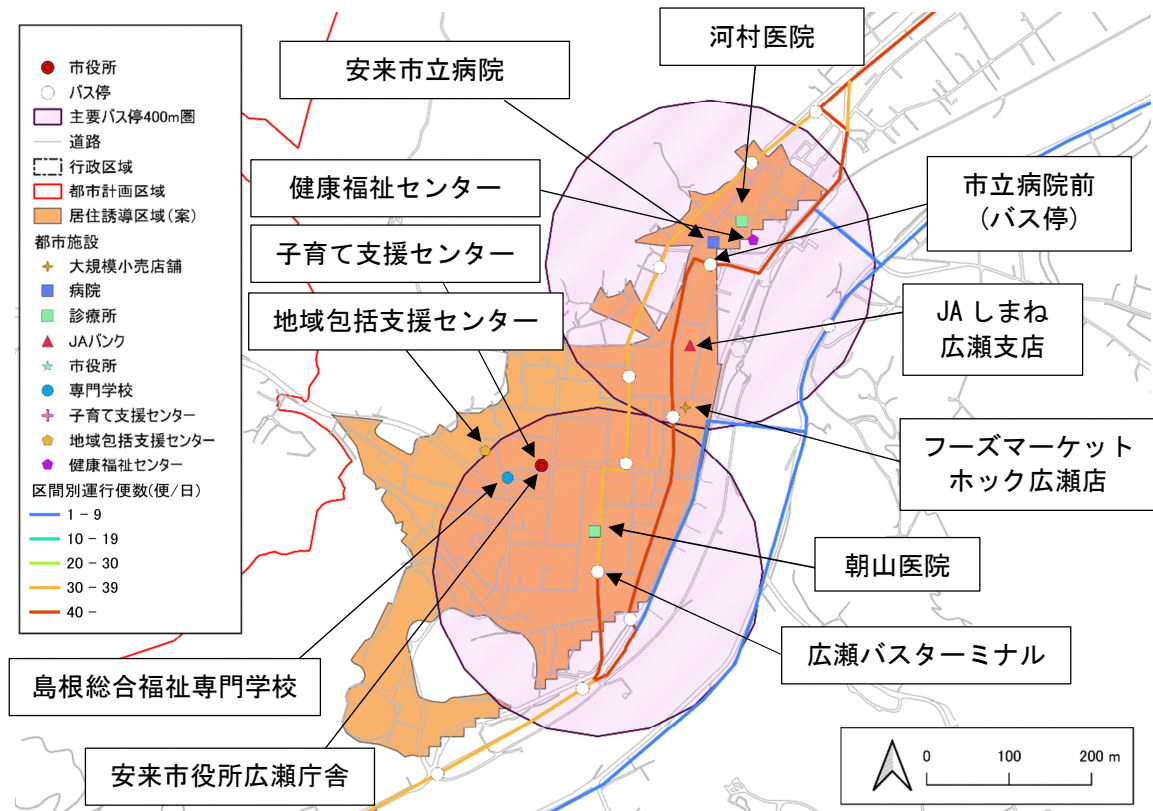 市役所
バス停
主要バス停400m圏
道路
行政区域
都市計画区域
居住誘導区域(案)
都市施設
大規模小売店舗
病院
診療所
JAバンク
市役所
専門学校
子育て支援センター
地域包括支援センター
健康福祉センター
区間別運行便数(便/日)
1 - 9
10 - 19
20 - 30
30 - 39
40 -
河村医院
安来市立病院
健康福祉センター
市立病院前
(バス停)
子育て支援センター
地域包括支援センター
JA しまね
広瀬支店
フーズマーケット
ホック広瀬店
朝山医院
広瀬バスターミナル
島根総合福祉専門学校
安来市役所広瀬庁舎
0 100 200 m